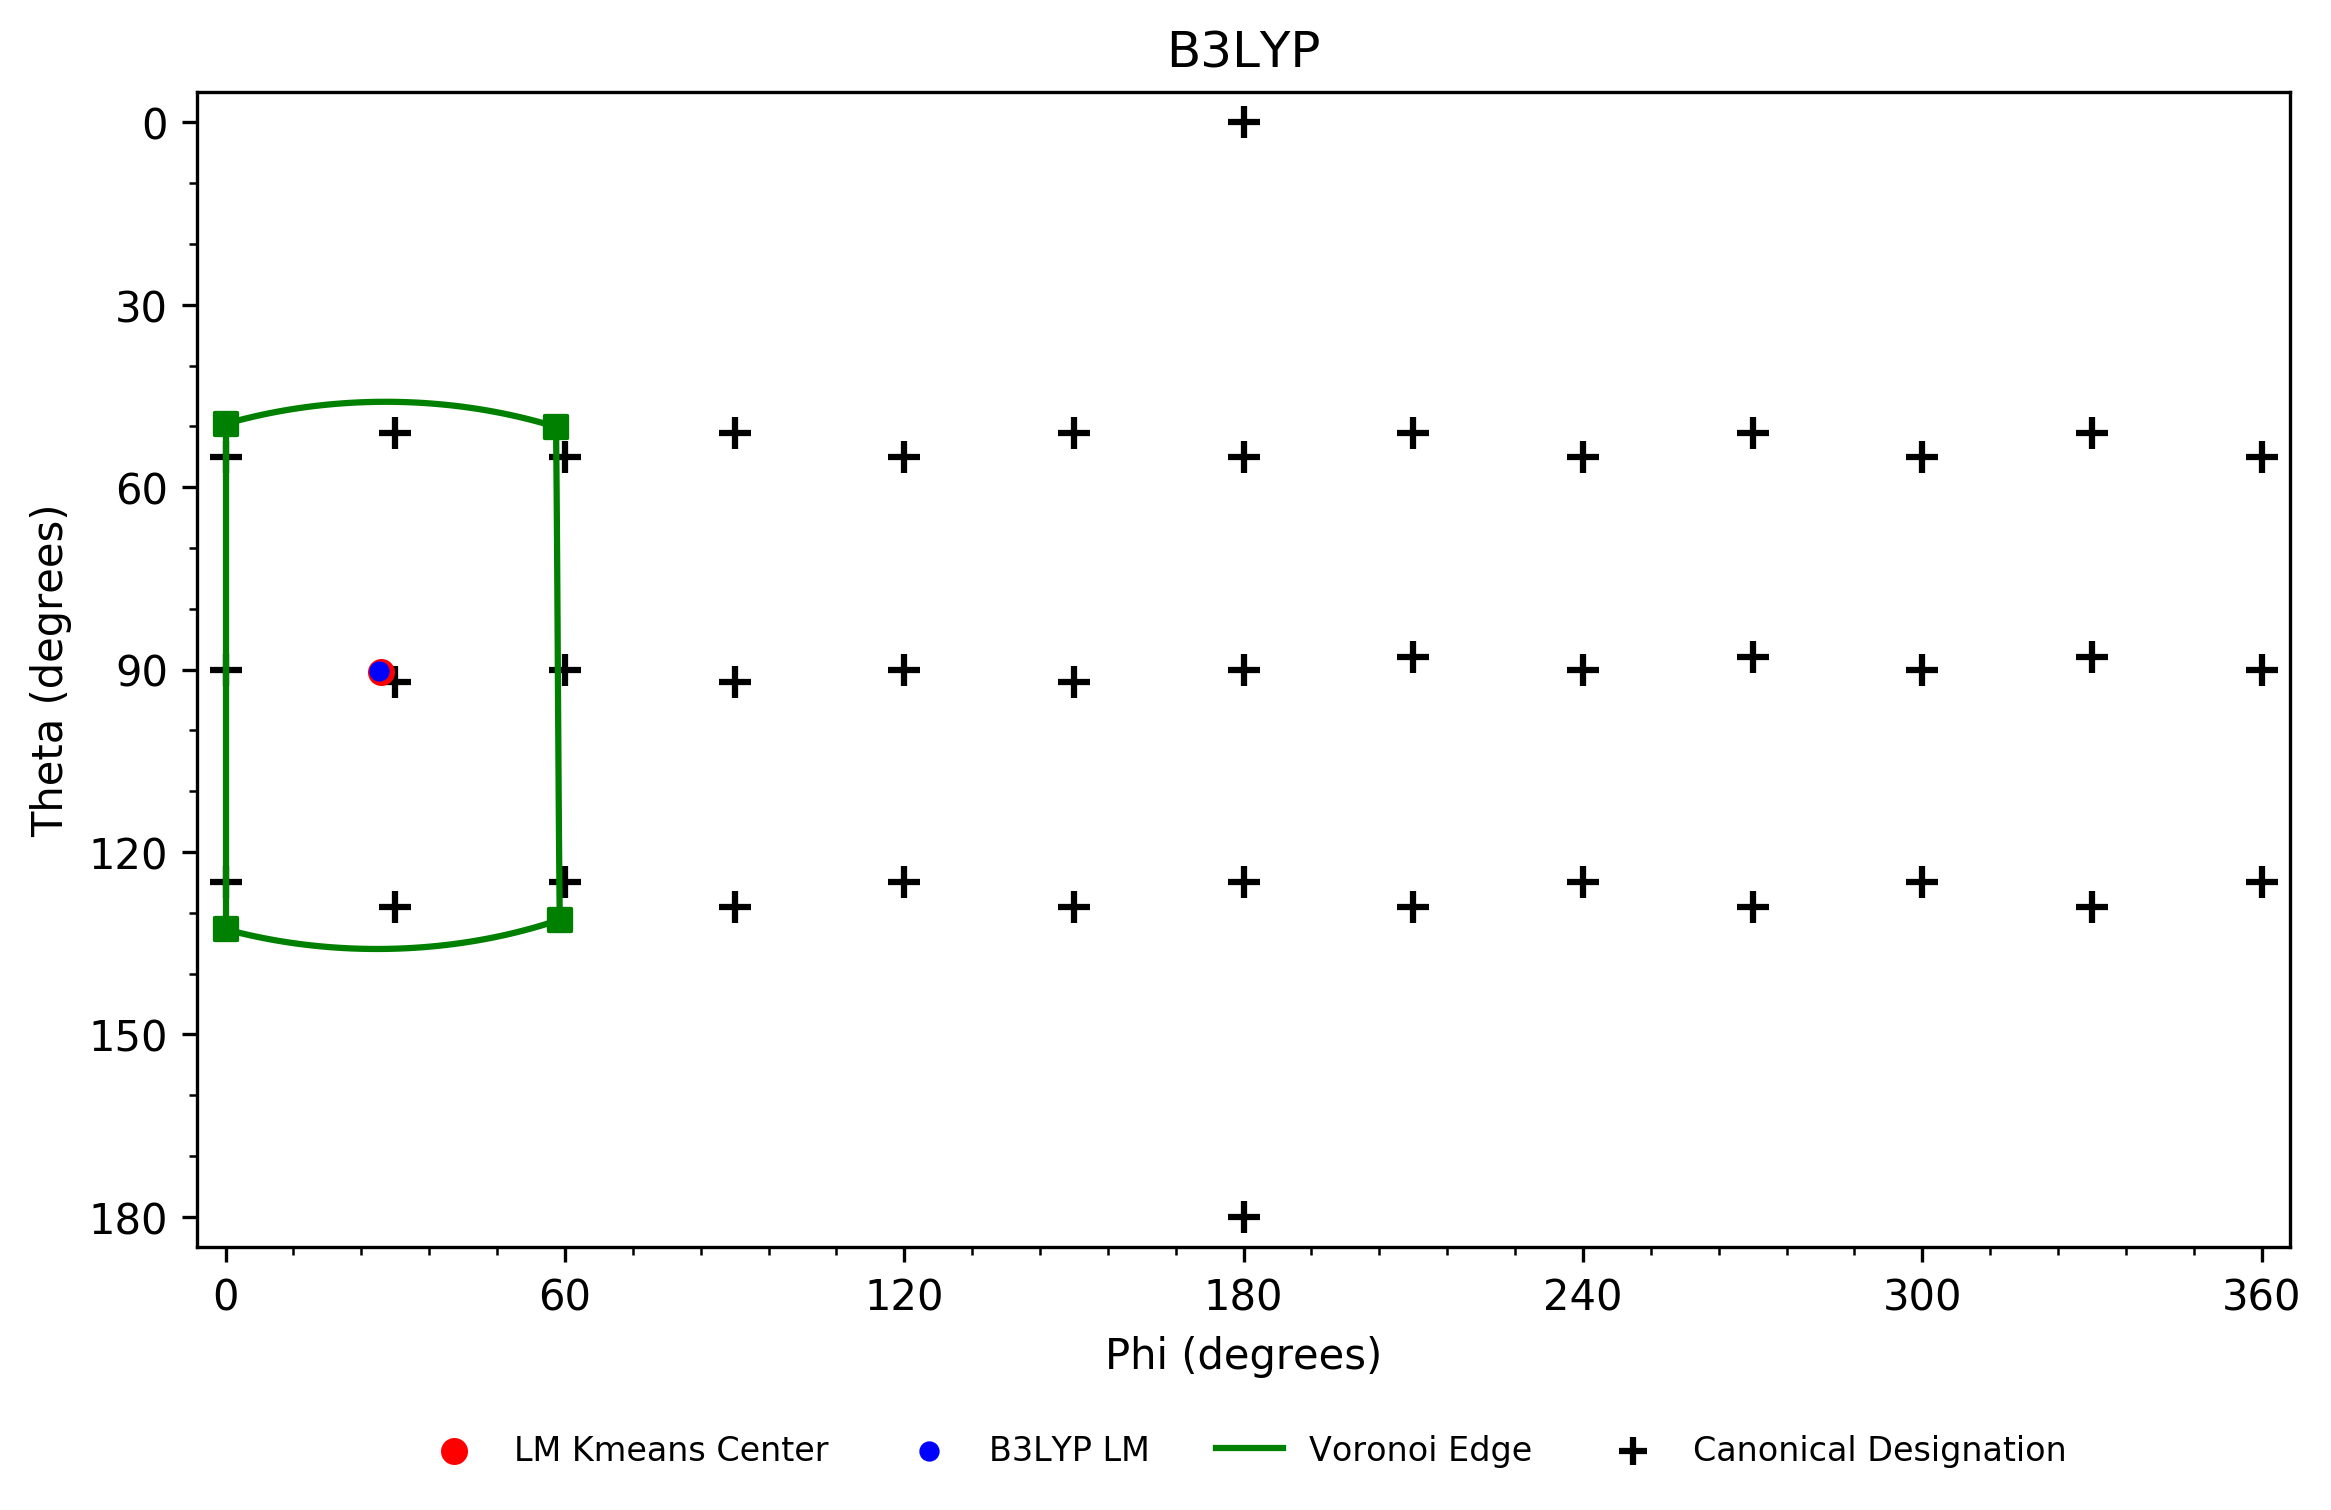 B3LYP
0
30
60
90
120
150
180
Theta (degrees)
0 60 120 180 240 300 360
Phi (degrees)
LM Kmeans Center B3LYP LM Voronoi Edge Canonical Designation